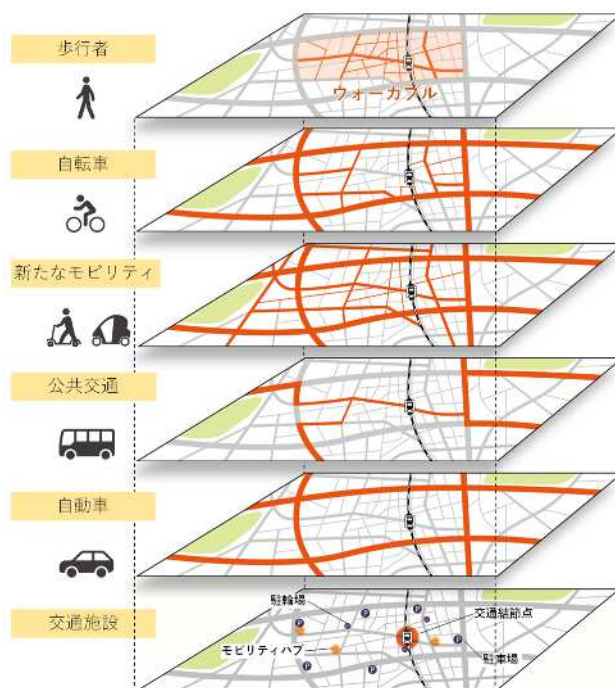 歩行者
ウォーカブル
自転車
新たなモビリティ
公共交通
自動車
交通施設
駐輪場
交通結節点
モビリティハブ
駐車場
P
P
P
P
P
P